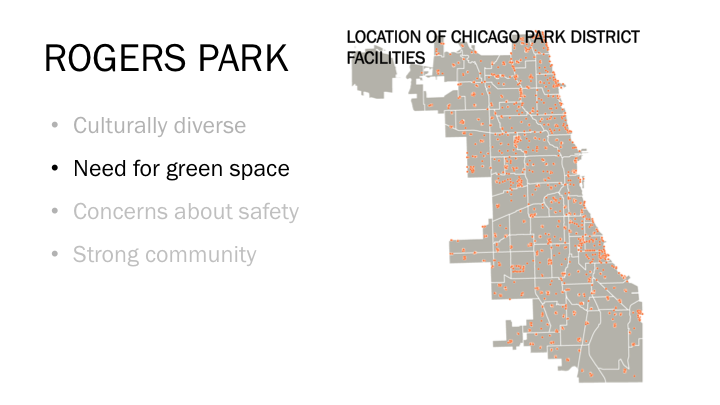 ROGERS PARK
• Culturally diverse
• Need for green space
• Concerns about safety
• Strong community
LOCATION OF CHICAGO PARK DISTRICT
FACILITIES